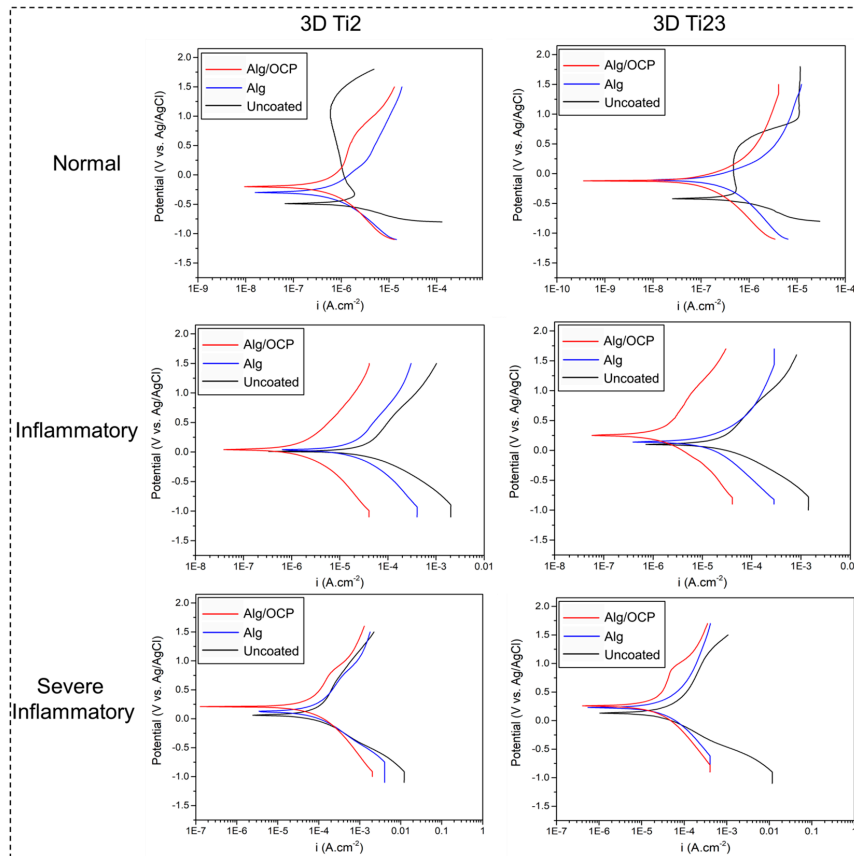 3D Ti2
3D Ti23
Normal
Potential (V vs. Ag/AgCl)
2.0
1.5
1.0
0.5
0.0
-0.5
-1.0
-1.5
Alg/OCP
Alg
Uncoated
1E-9 1E-8 1E-7 1E-6 1E-5 1E-4
i (A.cm-2)
Potential (V vs. Ag/AgCl)
2.0
1.5
1.0
0.5
0.0
-0.5
-1.0
-1.5
Alg/OCP
Alg
Uncoated
1E-10 1E-9 1E-8 1E-7 1E-6 1E-5 1E-4
i (A.cm-2)
Inflammatory
Potential (V vs. Ag/AgCl)
2.0
1.5
1.0
0.5
0.0
-0.5
-1.0
-1.5
Alg/OCP
Alg
Uncoated
1E-8 1E-7 1E-6 1E-5 1E-4 1E-3 0.01
i (A.cm-2)
Potential (V vs. Ag/AgCl)
2.0
1.5
1.0
0.5
0.0
-0.5
-1.0
-1.5
Alg/OCP
Alg
Uncoated
1E-8 1E-7 1E-6 1E-5 1E-4 1E-3 0.0
i (A.cm-2)
Severe
Inflammatory
Potential (V vs. Ag/AgCl)
2.0
1.5
1.0
0.5
0.0
-0.5
-1.0
-1.5
Alg/OCP
Alg
Uncoated
1E-7 1E-6 1E-5 1E-4 1E-3 0.01 0.1 1
i (A.cm-2)
Potential (V vs. Ag/AgCl)
2.0
1.5
1.0
0.5
0.0
-0.5
-1.0
-1.5
Alg/OCP
Alg
Uncoated
1E-7 1E-6 1E-5 1E-4 1E-3 0.01 0.1 1
i (A.cm-2)